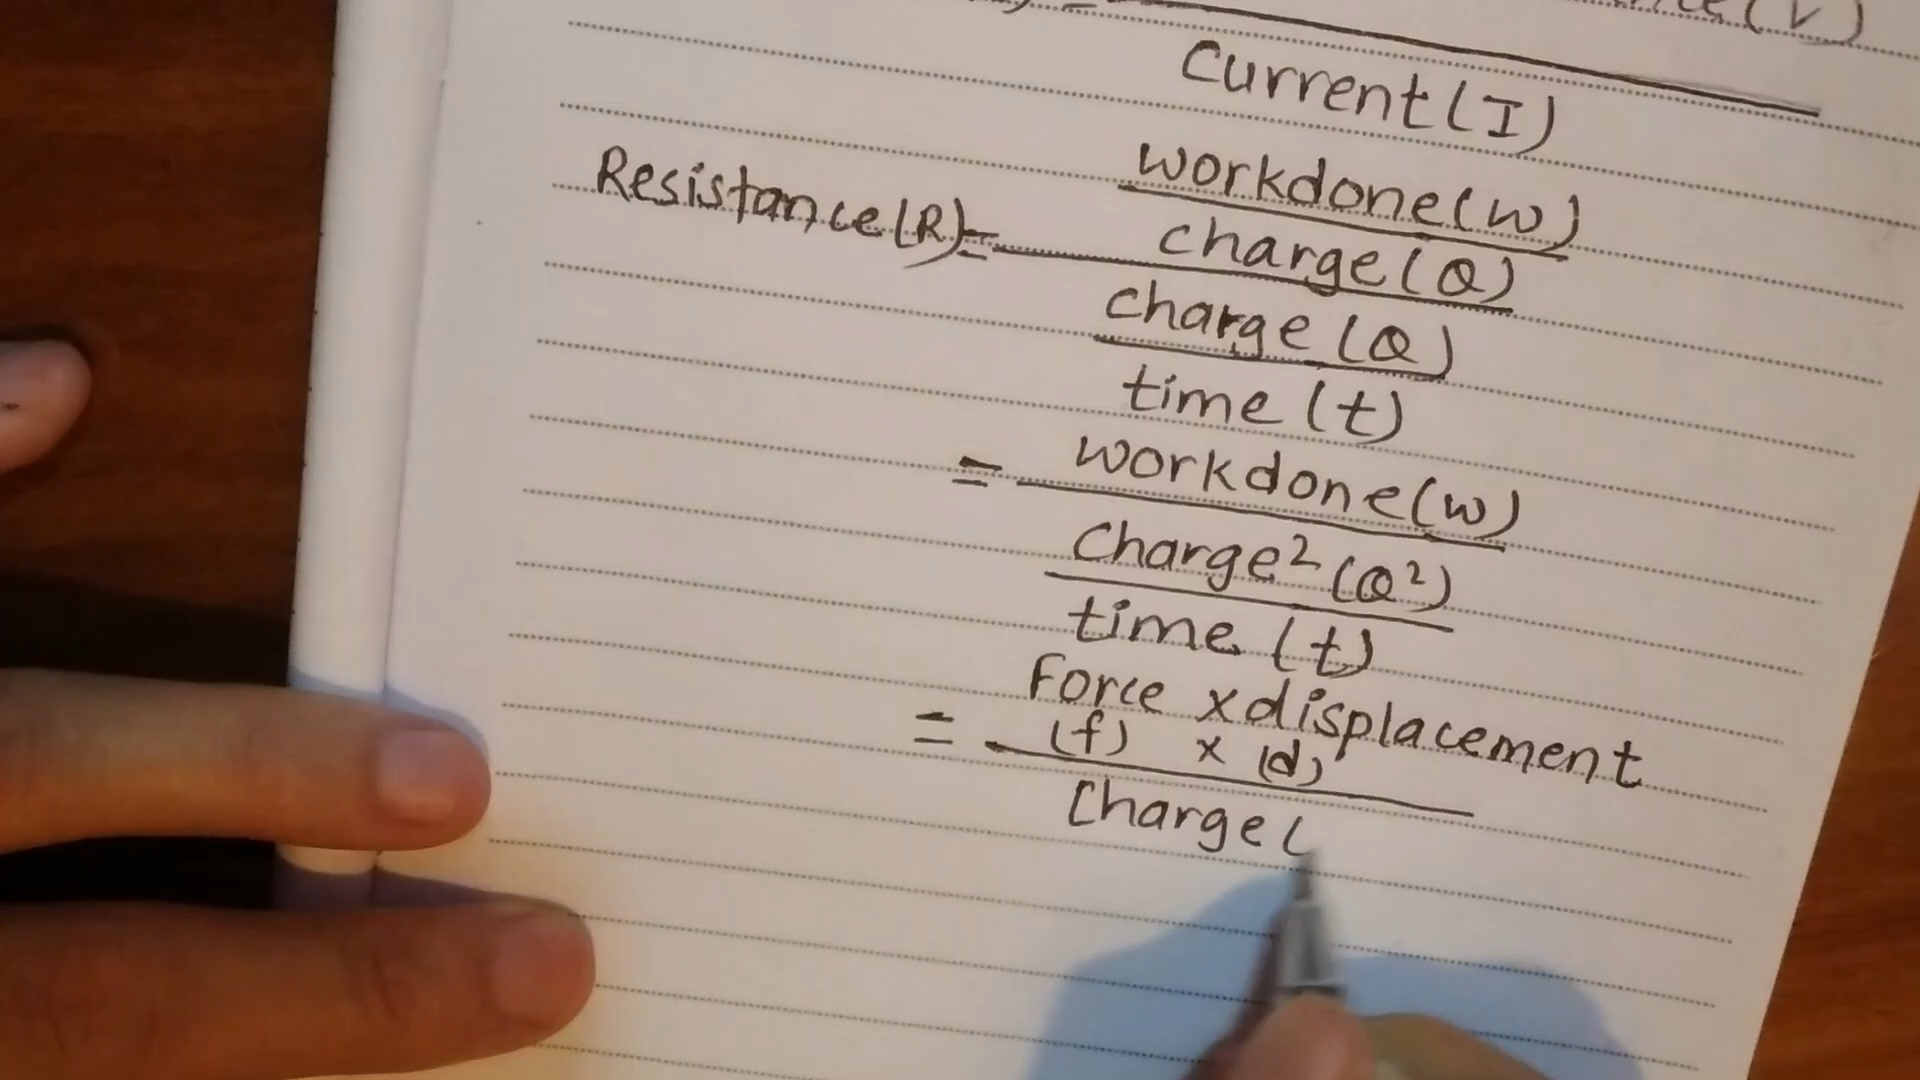 (V)
Current(I)
workdone(w)
Resistance(R)=
charge(Q)
charge(Q)
time(t)
= workdone(w)
Charge²(Q²)
time(t)
Force x displacement
= (f) x (d)
Charge(